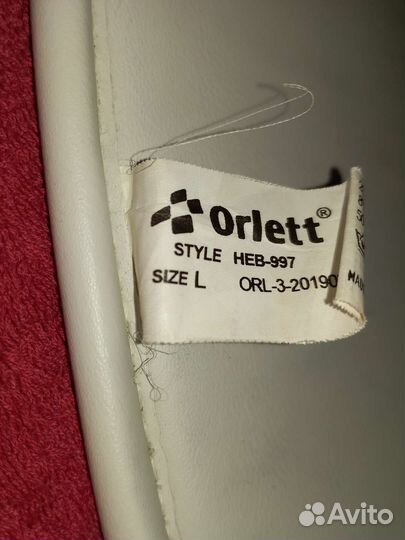 Orlett®
STYLE HEB-997
SIZE L ORL-3-20190
Avito